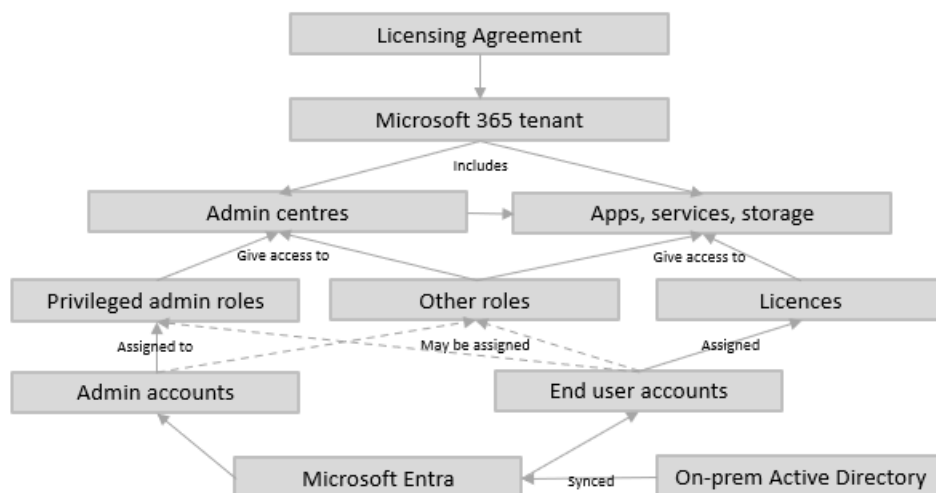 Licensing Agreement
Microsoft 365 tenant
Includes
Admin centres
Apps, services, storage
Give access to
Give access to
Privileged admin roles
Other roles
Licences
Assigned to
May be assigned
Assigned
Admin accounts
End user accounts
Microsoft Entra
Synced
On-prem Active Directory